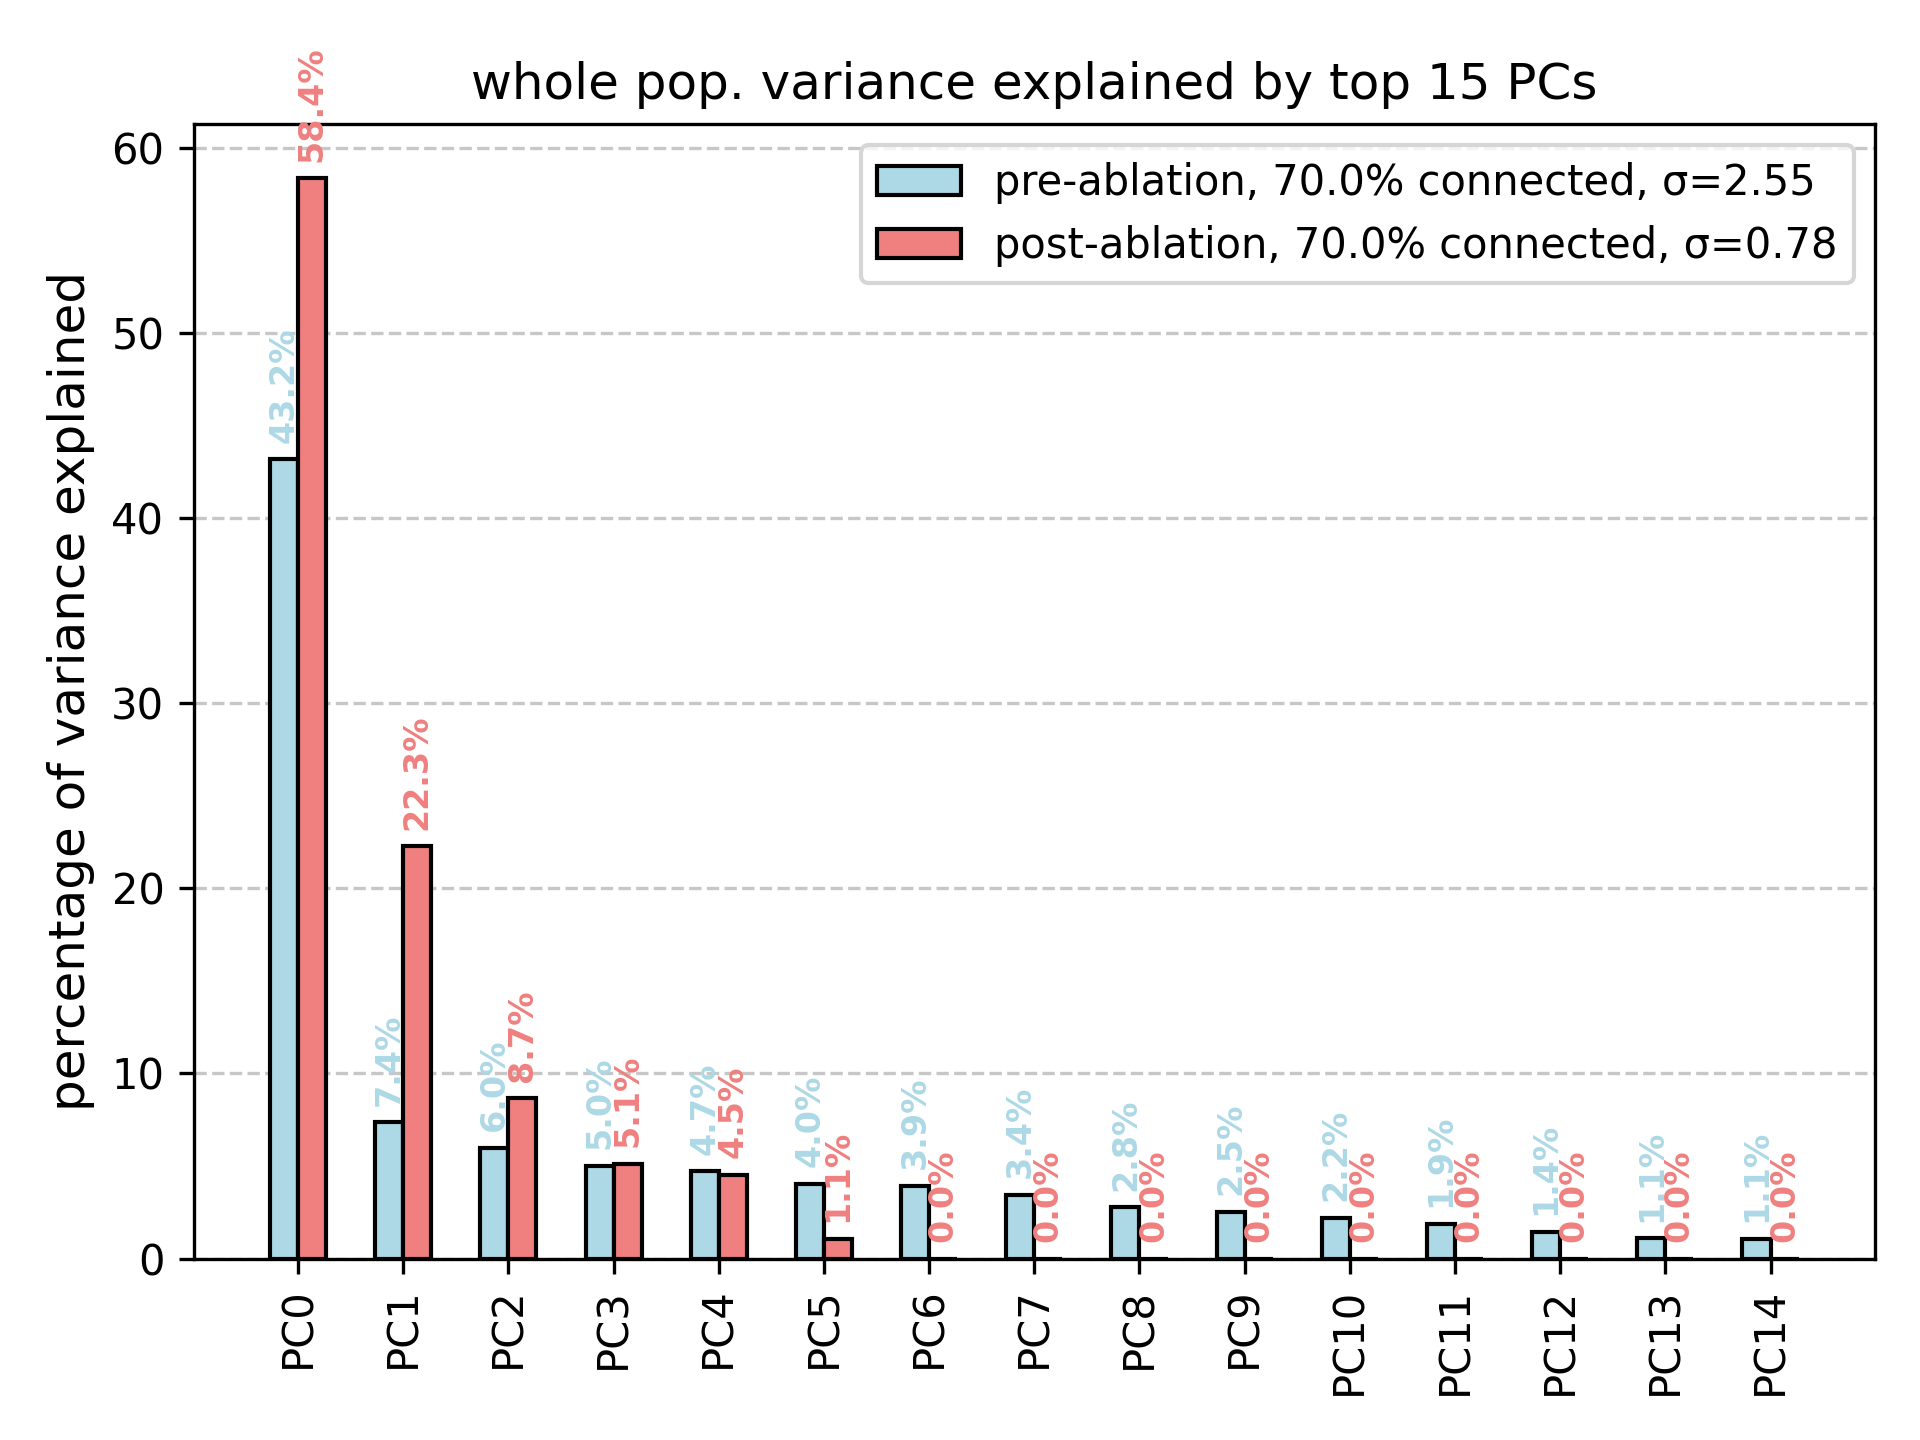 whole pop. variance explained by top 15 PCs
percentage of variance explained
60
50
40
30
20
10
0
pre-ablation, 70.0% connected, σ=2.55
post-ablation, 70.0% connected, σ=0.78
43.2%
58.4%
7.4%
22.3%
6.0%
8.7%
5.0%
5.1%
4.7%
4.5%
4.0%
1.1%
3.9%
0.0%
3.4%
0.0%
2.8%
0.0%
2.5%
0.0%
2.2%
0.0%
1.9%
0.0%
1.4%
0.0%
1.1%
0.0%
1.1%
0.0%
PC0
PC1
PC2
PC3
PC4
PC5
PC6
PC7
PC8
PC9
PC10
PC11
PC12
PC13
PC14